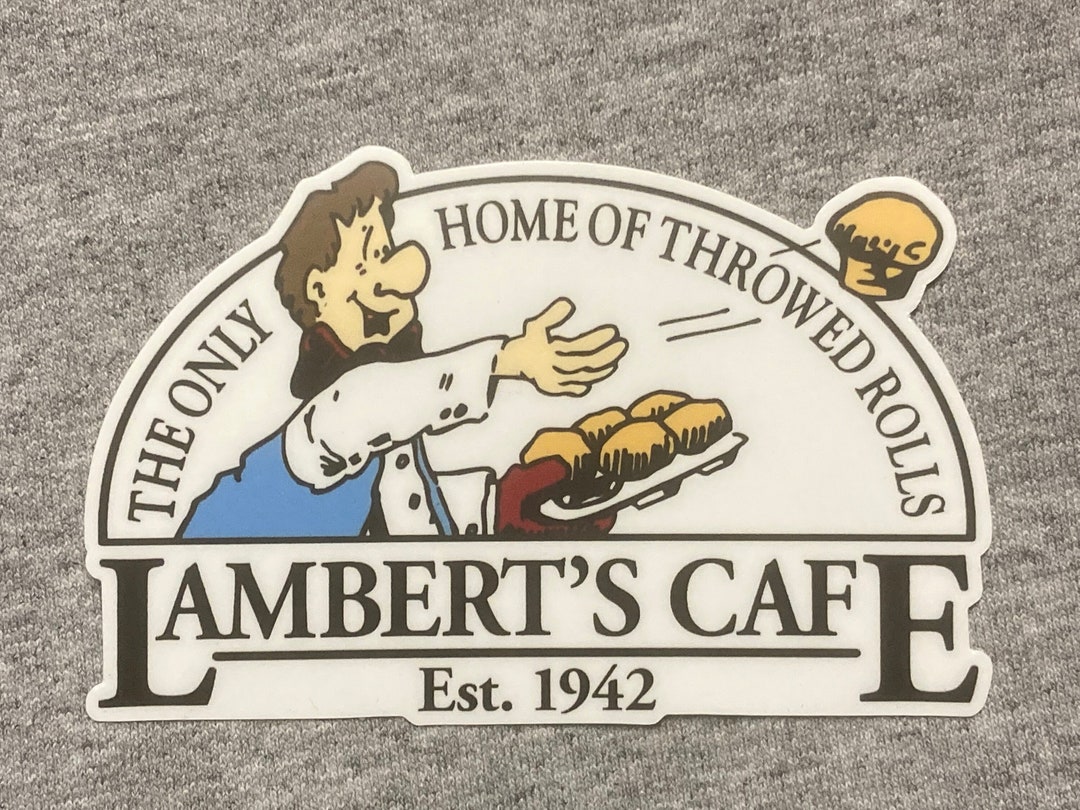 THE ONLY HOME OF THROWED ROLLS
LAMBERT'S CAFE
Est. 1942